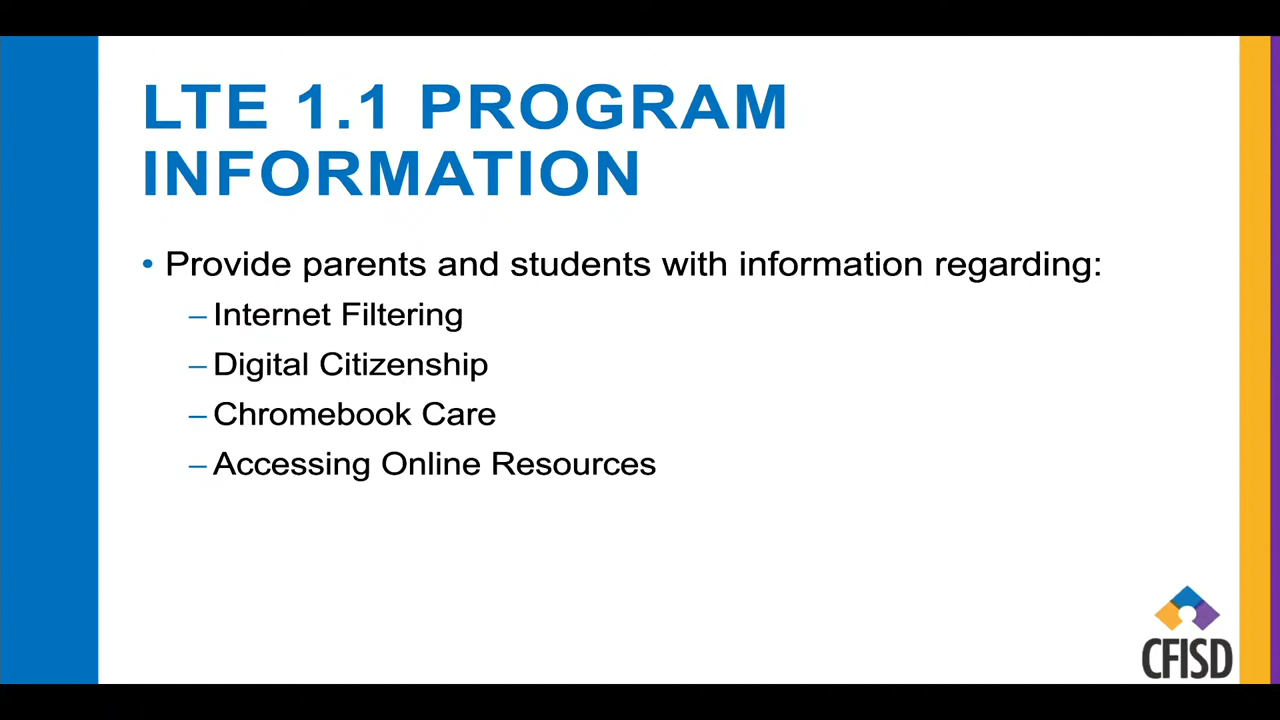 LTE 1.1 PROGRAM
INFORMATION
• Provide parents and students with information regarding:
– Internet Filtering
– Digital Citizenship
– Chromebook Care
– Accessing Online Resources
CFISD